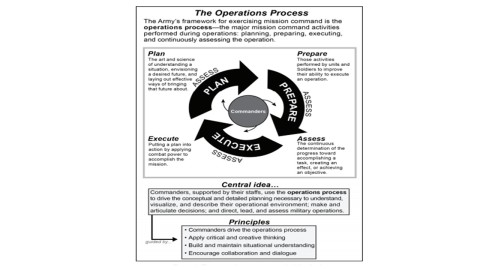 The Operations Process
The Army's framework for exercising mission command is the
operations process—the major mission command activities
performed during operations: planning, preparing, executing,
and continuously assessing the operation.
Plan
The art and science
of understanding a
situation, envisioning
a desired future, and
laying out effective
ways of bringing
that future about.
Prepare
Those activities
performed by units and
Soldiers to improve
their ability to execute
an operation.
ASSESS
PLAN
PREPARE
ASSESS
Commanders
EXECUTE
ASSESS
Execute
Putting a plan into
action by applying
combat power to
accomplish the
mission.
Assess
The continuous
determination of the
progress toward
accomplishing a
task, creating an
effect, or achieving
an objective.
Central idea…
Commanders, supported by their staffs, use the operations process
to drive the conceptual and detailed planning necessary to understand,
visualize, and describe their operational environment; make and
articulate decisions; and direct, lead, and assess military operations.
Principles
guided by
• Commanders drive the operations process
• Apply critical and creative thinking
• Build and maintain situational understanding
• Encourage collaboration and dialogue